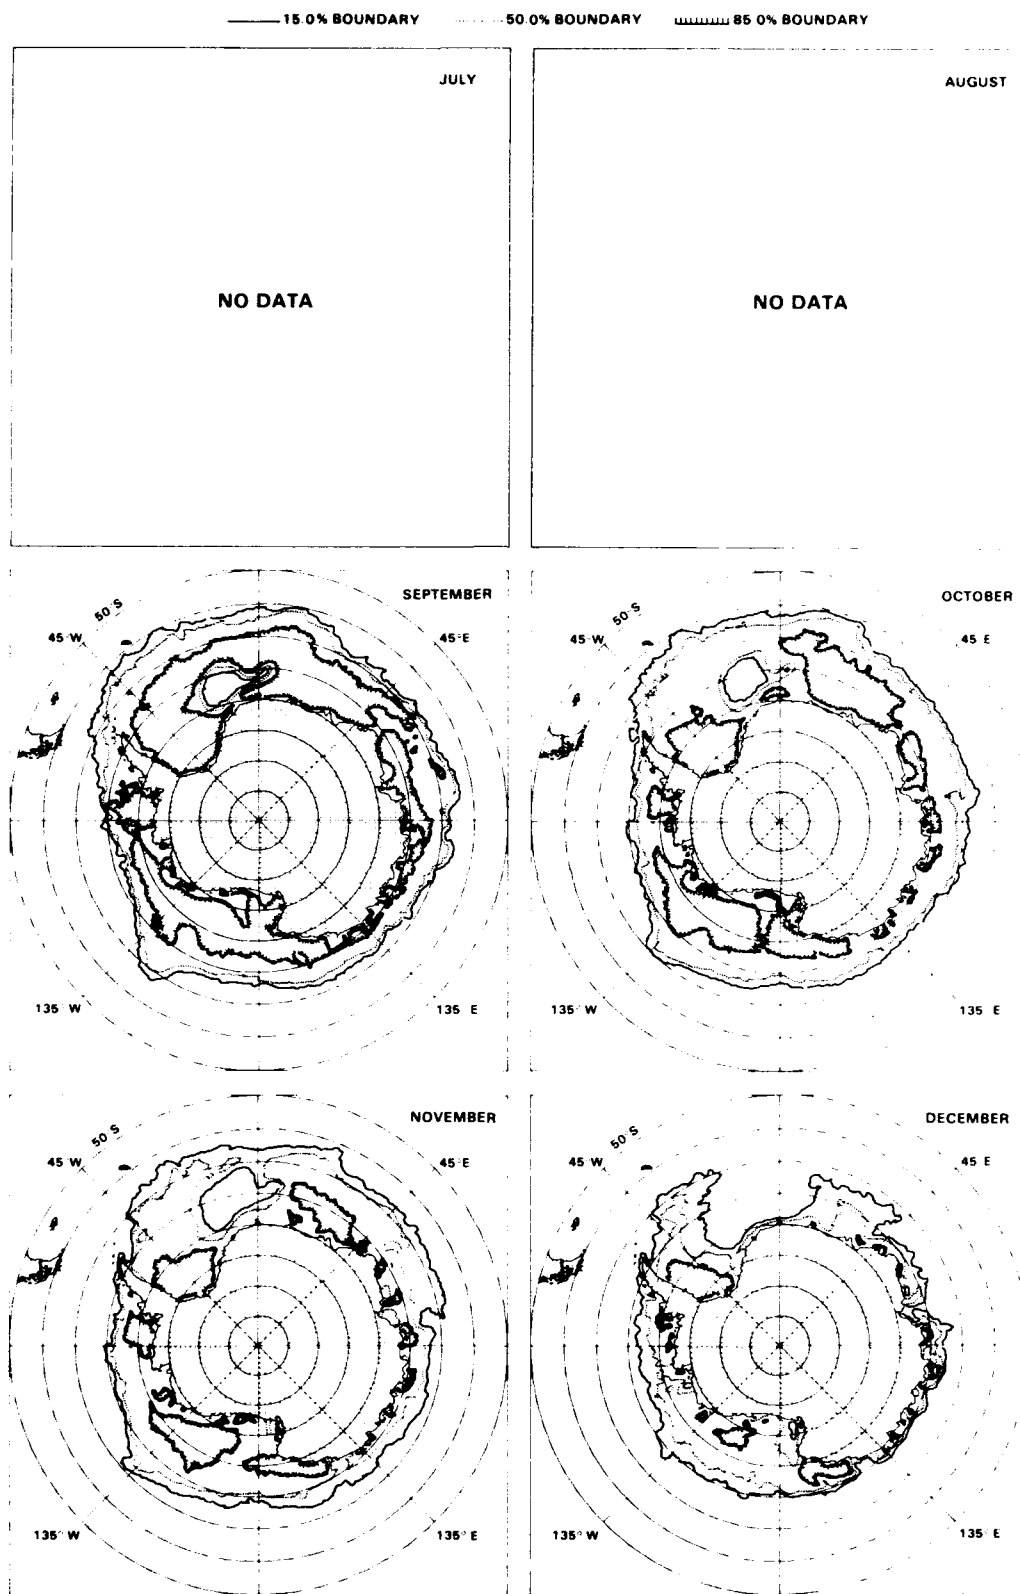 15.0% BOUNDARY 50.0% BOUNDARY 85.0% BOUNDARY
JULY
AUGUST
NO DATA
NO DATA
SEPTEMBER
OCTOBER
50°S
50°S
45°W
45°E
45°W
45 E
135° W
135 E
135° W
135 E
NOVEMBER
DECEMBER
50°S
50°S
45 W
45°E
45°W
45 E
135° W
135° E
135° W
135°E